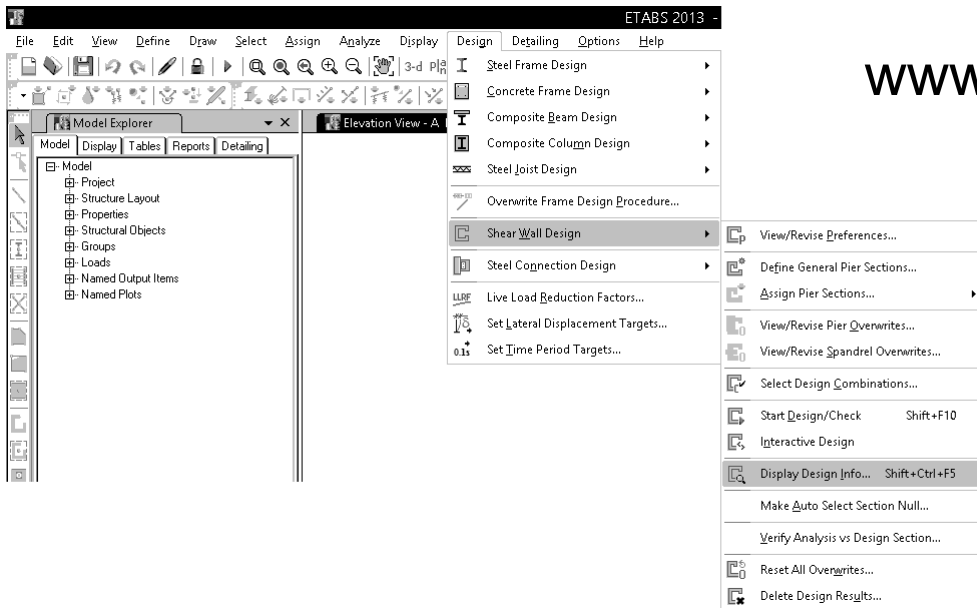 ETABS 2013 -
File Edit View Define Draw Select Assign Analyze Display Design Detailing Options Help
3-d
Model Explorer
Elevation View - A
Model Display Tables Reports Detailing
Model
Project
Structure Layout
Properties
Structural Objects
Groups
Loads
Named Output Items
Named Plots
Steel Frame Design
Concrete Frame Design
Composite Beam Design
Composite Column Design
Steel Joist Design
Overwrite Frame Design Procedure...
Shear Wall Design
Steel Connection Design
LLRF Live Load Reduction Factors...
Set Lateral Displacement Targets...
0.1s Set Time Period Targets...
www
View/Revise Preferences...
Define General Pier Sections...
Assign Pier Sections...
View/Revise Pier Overwrites...
View/Revise Spandrel Overwrites...
Select Design Combinations...
Start Design/Check Shift+F10
Interactive Design
Display Design Info... Shift+Ctrl+F5
Make Auto Select Section Null...
Verify Analysis vs Design Section...
Reset All Overwrites...
Delete Design Results...